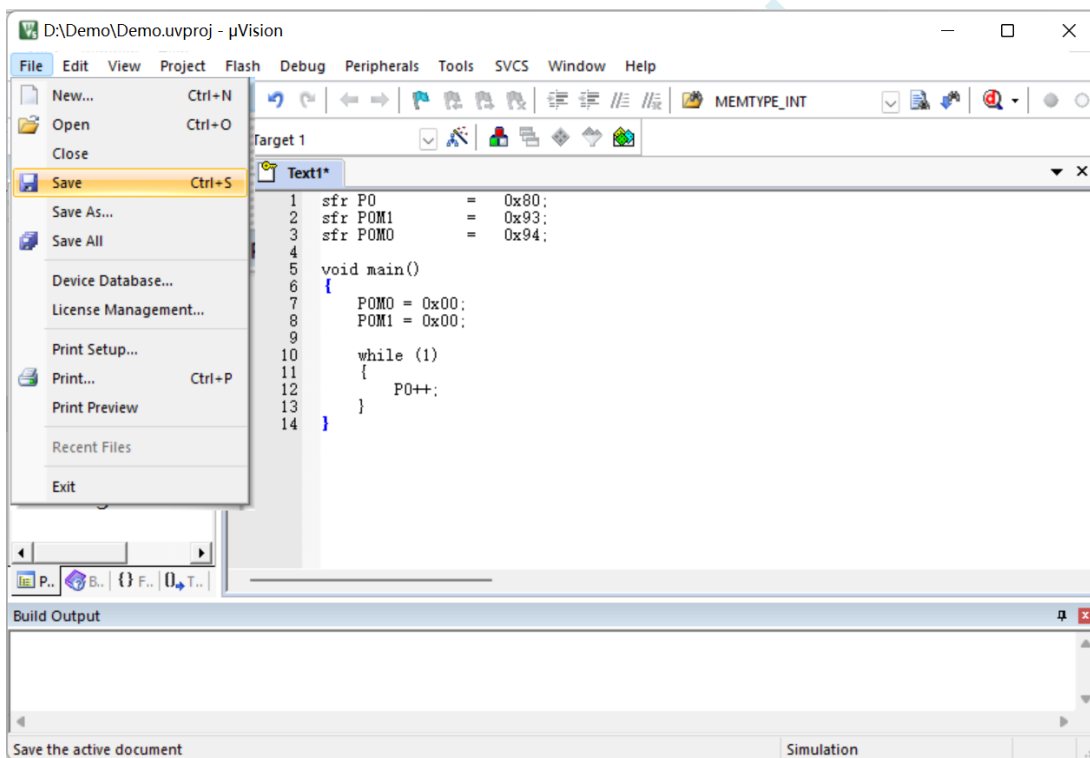 D:\Demo\Demo.uvproj - µVision
File Edit View Project Flash Debug Peripherals Tools SVCS Window Help
New... Ctrl+N
Open Ctrl+O
Close
Save Ctrl+S
Save As...
Save All
Device Database...
License Management...
Print Setup...
Print... Ctrl+P
Print Preview
Recent Files
Exit
MEMTYPE_INT
Target 1
Text1*
1 sfr P0 = 0x80;
2 sfr P0M1 = 0x93;
3 sfr P0M0 = 0x94;
4
5 void main()
6 {
7 P0M0 = 0x00;
8 P0M1 = 0x00;
9
10 while (1)
11 {
12 P0++;
13 }
14 }
P.. B.. {} F.. T..
Build Output
Save the active document Simulation